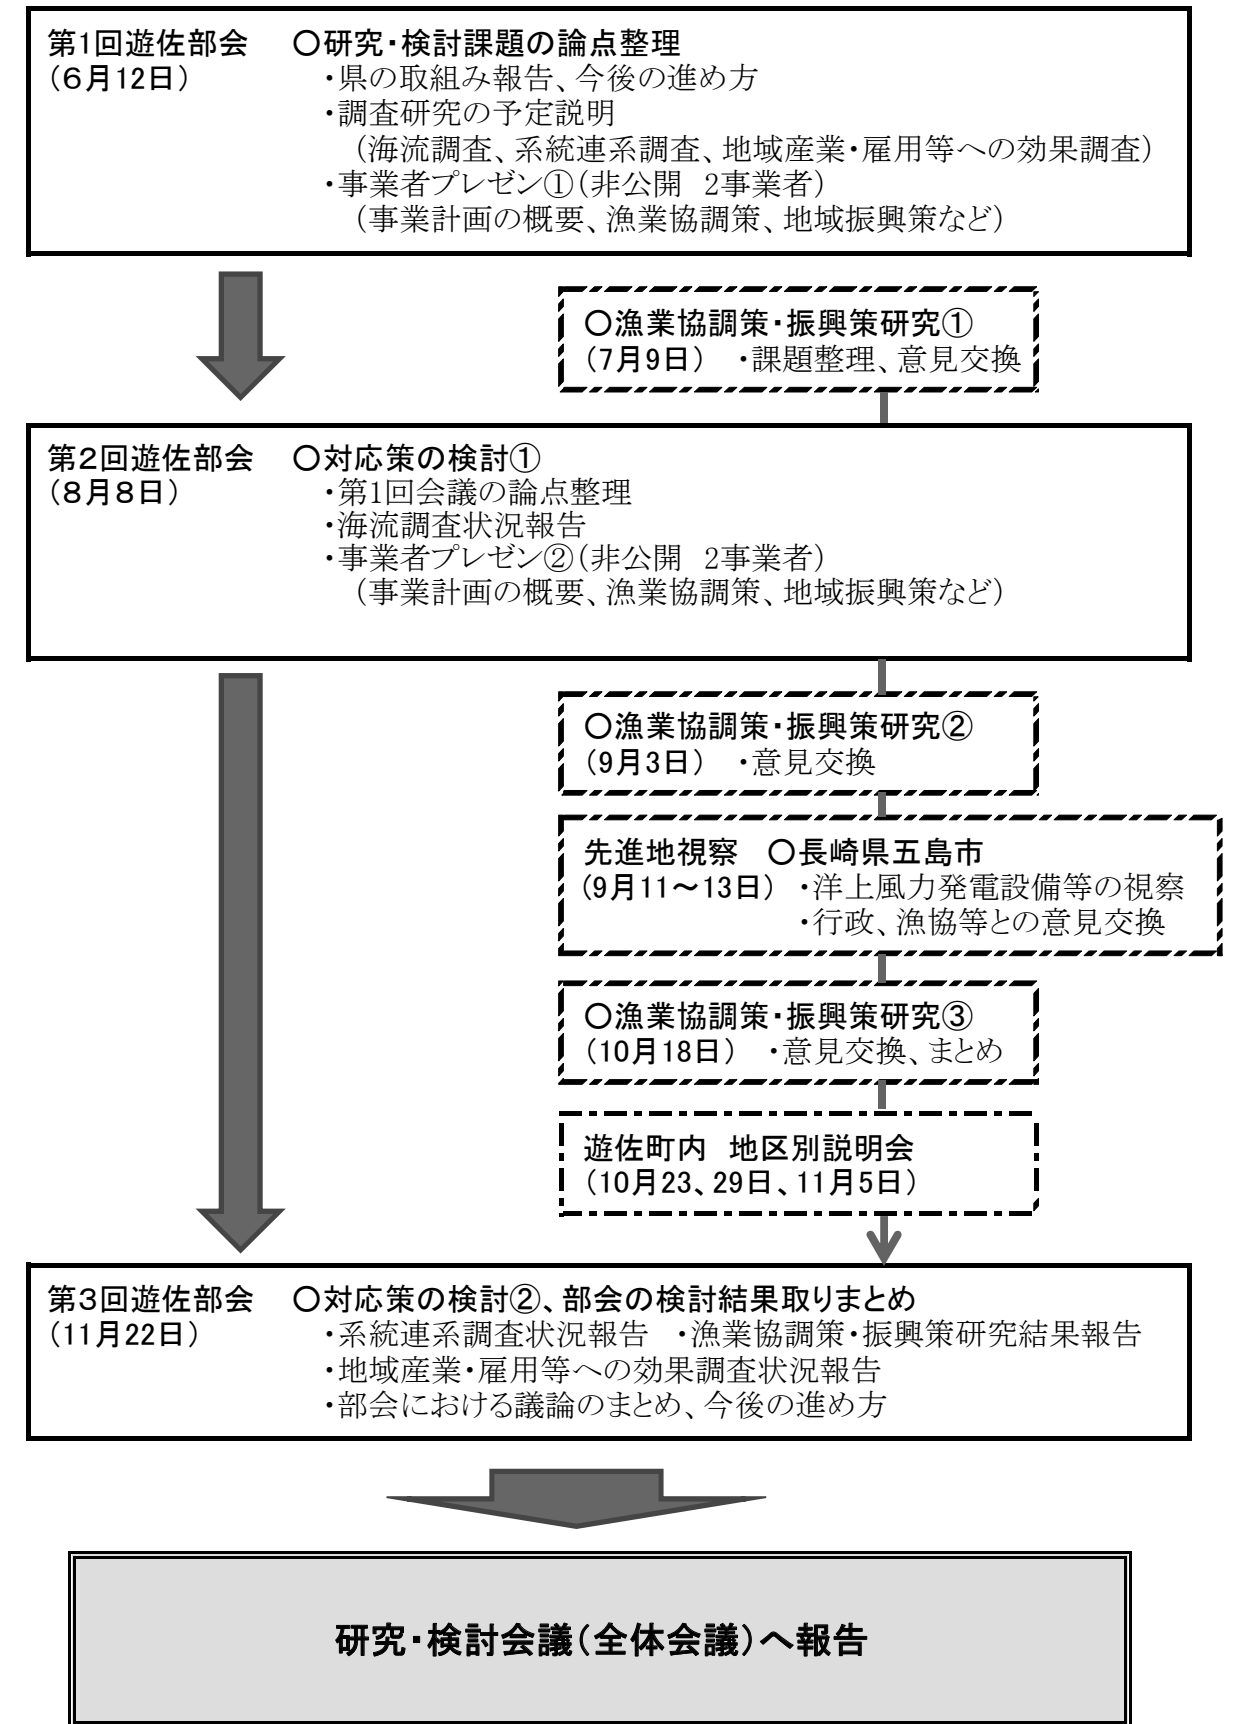 第1回遊佐部会　○研究・検討課題の論点整理
（６月12日）　・県の取組み報告、今後の進め方
・調査研究の予定説明
（海流調査、系統連系調査、地域産業・雇用等への効果調査）
・事業者プレゼン①（非公開　2事業者）
（事業計画の概要、漁業協調策、地域振興策など）
○漁業協調策・振興策研究①
（7月9日）　・課題整理、意見交換
第２回遊佐部会　○対応策の検討①
（８月８日）　・第1回会議の論点整理
・海流調査状況報告
・事業者プレゼン②（非公開　2事業者）
（事業計画の概要、漁業協調策、地域振興策など）
○漁業協調策・振興策研究②
（9月3日）　・意見交換
先進地視察　○長崎県五島市
（9月11～13日）　・洋上風力発電設備等の視察
・行政、漁協等との意見交換
○漁業協調策・振興策研究③
（10月18日）　・意見交換、まとめ
遊佐町内　地区別説明会
（10月23、29日、11月5日）
第３回遊佐部会　○対応策の検討②、部会の検討結果取りまとめ
（11月22日）　・系統連系調査状況報告　・漁業協調策・振興策研究結果報告
・地域産業・雇用等への効果調査状況報告
・部会における議論のまとめ、今後の進め方
研究・検討会議（全体会議）へ報告